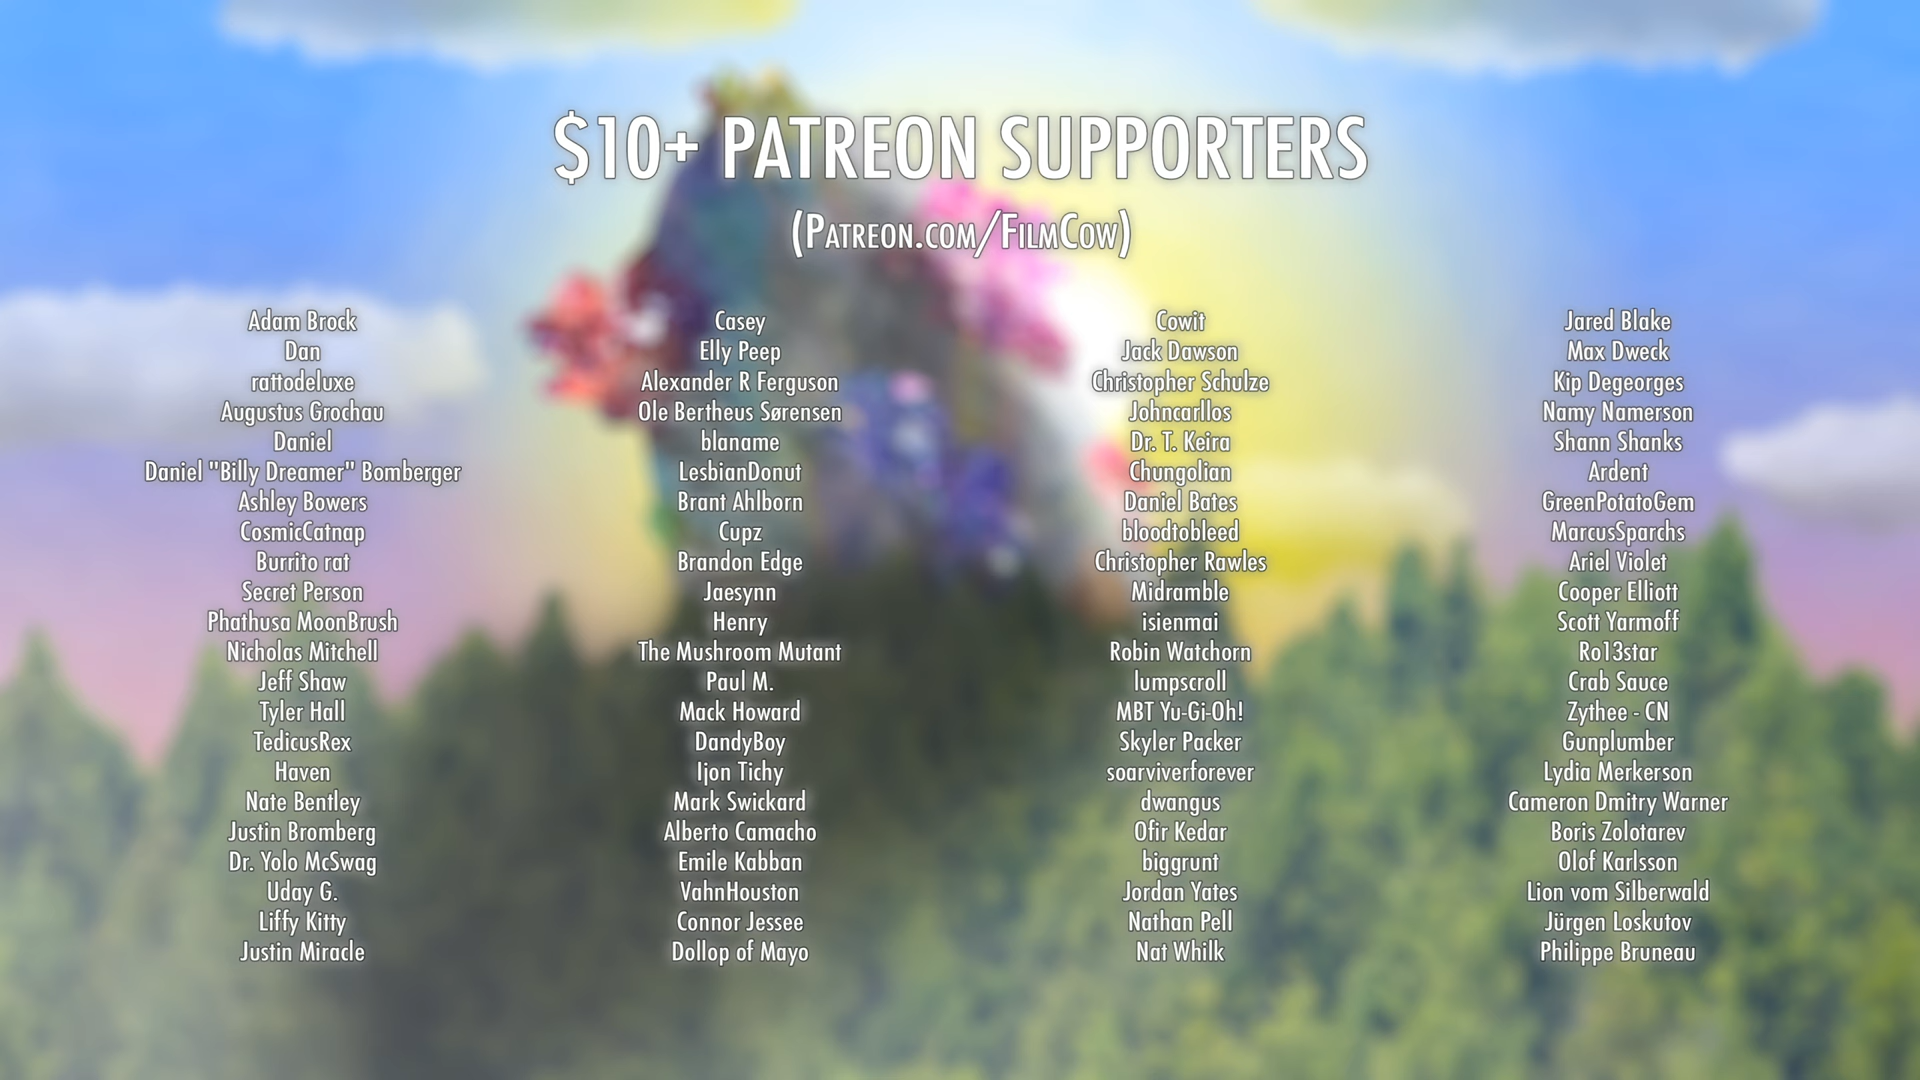 $10+ PATREON SUPPORTERS
(PATREON.COM/FILMCOW)
Adam Brock
Dan
rattodeluxe
Augustus Grochau
Daniel
Daniel "Billy Dreamer" Bomberger
Ashley Bowers
CosmicCatnap
Burrito rat
Secret Person
Phathusa MoonBrush
Nicholas Mitchell
Jeff Shaw
Tyler Hall
TedicusRex
Haven
Nate Bentley
Justin Bromberg
Dr. Yolo McSwag
Uday G.
Liffy Kitty
Justin Miracle
Casey
Elly Peep
Alexander R Ferguson
Ole Bertheus Sørensen
blaname
LesbianDonut
Brant Ahlborn
Cupz
Brandon Edge
Jaesynn
Henry
The Mushroom Mutant
Paul M.
Mack Howard
DandyBoy
Ijon Tichy
Mark Swickard
Alberto Camacho
Emile Kabban
VahnHouston
Connor Jessee
Dollop of Mayo
Cowit
Jack Dawson
Christopher Schulze
Johncarllos
Dr. T. Keira
Chungolian
Daniel Bates
bloodtobleed
Christopher Rawles
Midramble
isienmai
Robin Watchorn
lumpscroll
MBT Yu-Gi-Oh!
Skyler Packer
soarviverforever
dwangus
Ofir Kedar
biggrunt
Jordan Yates
Nathan Pell
Nat Whilk
Jared Blake
Max Dweck
Kip Degeorges
Namy Namerson
Shann Shanks
Ardent
GreenPotatoGem
MarcusSparchs
Ariel Violet
Cooper Elliott
Scott Yarmoff
Ro13star
Crab Sauce
Zythee - CN
Gunplumber
Lydia Merkerson
Cameron Dmitry Warner
Boris Zolotarev
Olof Karlsson
Lion vom Silberwald
Jürgen Loskutov
Philippe Bruneau